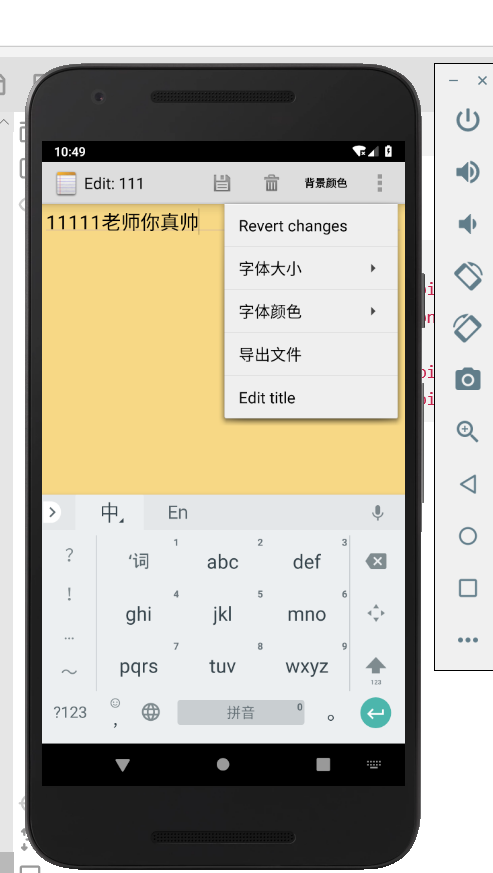 10:49
Edit: 111
背景颜色
11111老师你真帅
Revert changes
字体大小
字体颜色
导出文件
Edit title
中
En
? 1 2 3
'词 abc def
! 4 5 6
ghi jkl mno
... 7 8 9
pqrs tuv wxyz
～ 123
?123 , 拼音 0 。